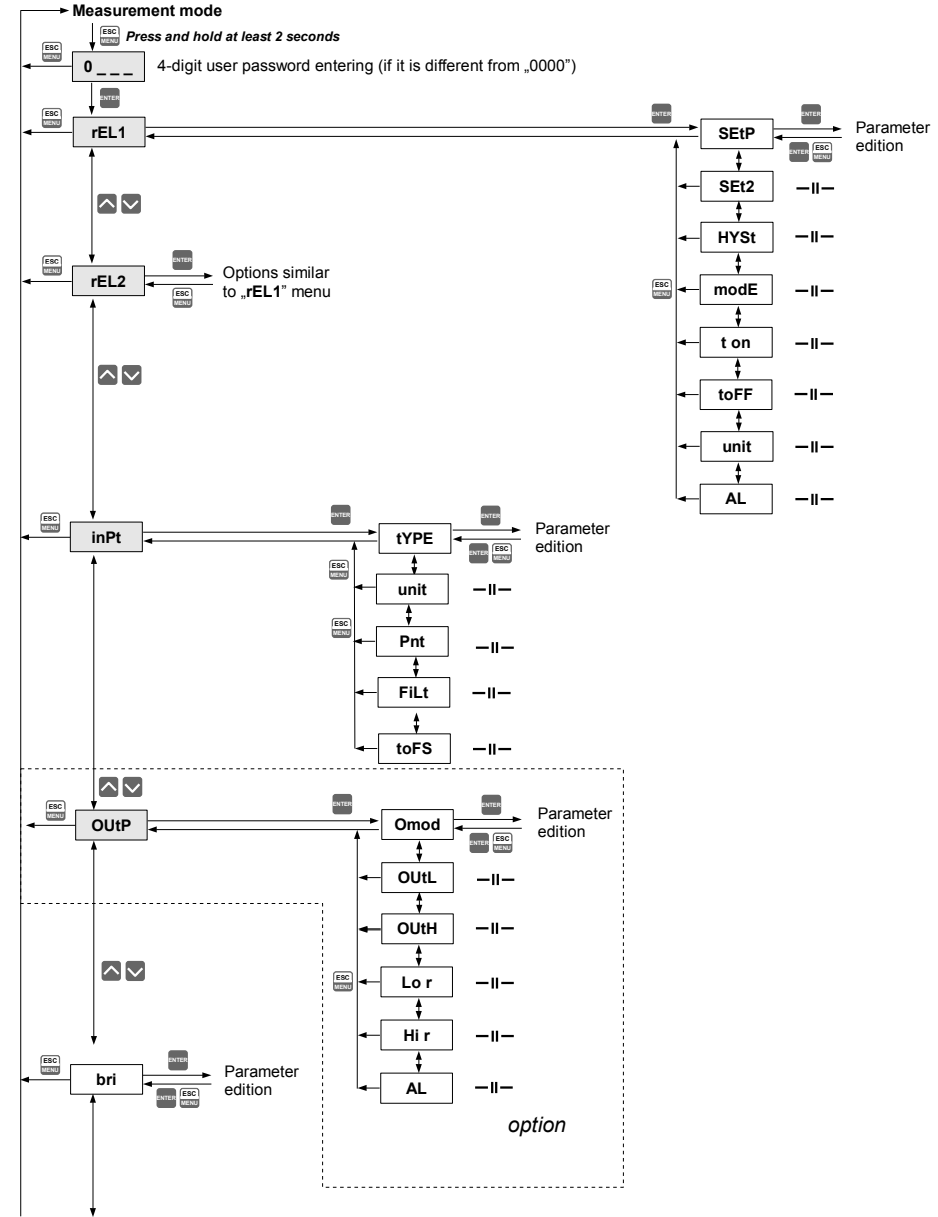 Measurement mode
ESC MENU
Press and hold at least 2 seconds
ESC MENU
0 _ _ _
4-digit user password entering (if it is different from „0000”)
ENTER
ESC MENU
rEL1
ENTER
SEtP
ENTER
ENTER ESC MENU
Parameter
edition
SEt2
–II–
HYSt
–II–
ESC MENU
rEL2
ENTER
ESC MENU
Options similar
to „rEL1” menu
ESC MENU
modE
–II–
t on
–II–
toFF
–II–
unit
–II–
AL
–II–
ESC MENU
inPt
ENTER
tYPE
ENTER
ENTER ESC MENU
Parameter
edition
ESC MENU
unit
–II–
ESC MENU
Pnt
–II–
FiLt
–II–
toFS
–II–
ESC MENU
OUtP
ENTER
Omod
ENTER
ENTER ESC MENU
Parameter
edition
OUtL
–II–
OUtH
–II–
ESC MENU
Lo r
–II–
Hi r
–II–
AL
–II–
ESC MENU
bri
ENTER
ENTER ESC MENU
Parameter
edition
option